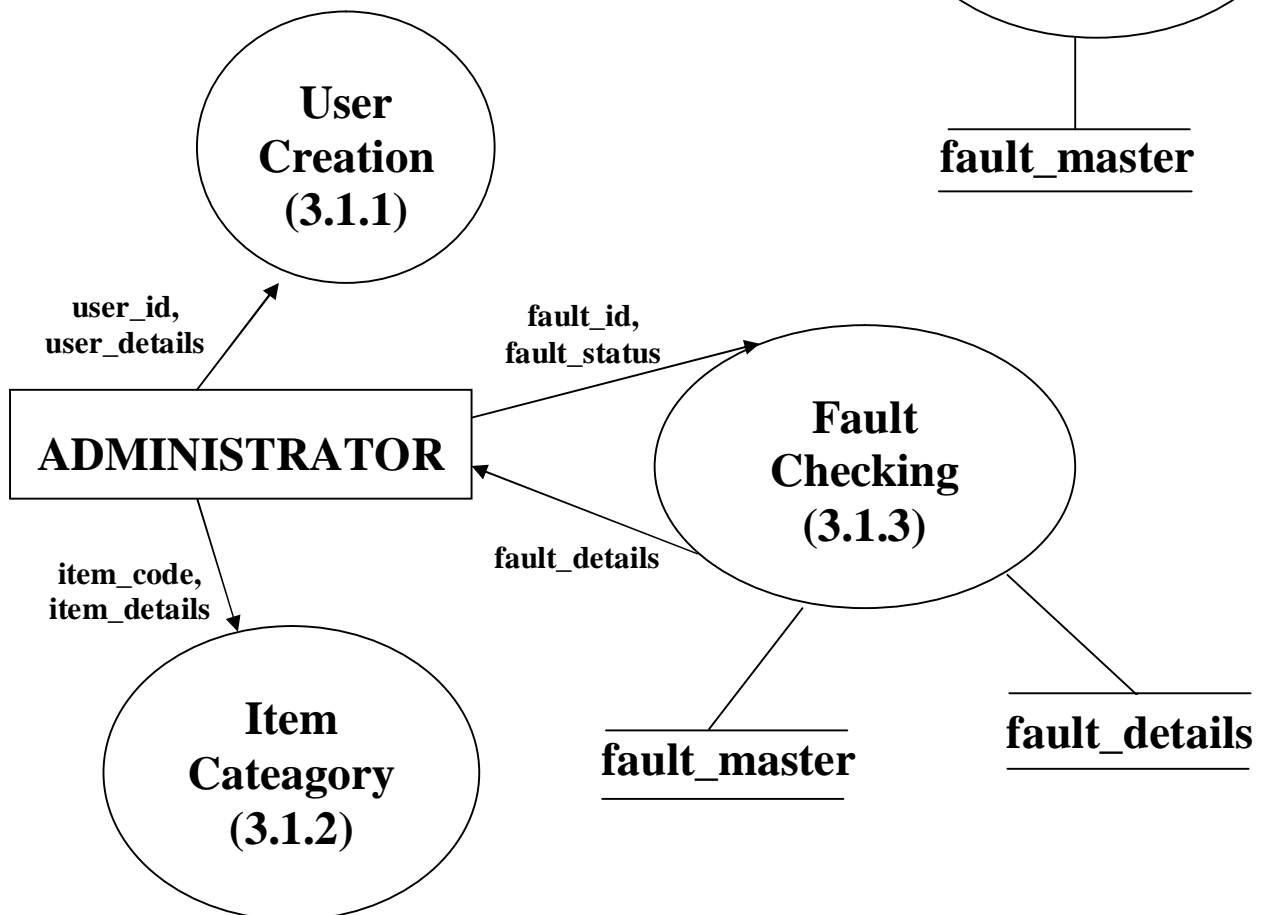 User
Creation
(3.1.1)
fault_master
user_id,
user_details
fault_id,
fault_status
ADMINISTRATOR
Fault
Checking
(3.1.3)
fault_details
item_code,
item_details
Item
Cateagory
(3.1.2)
fault_master
fault_details